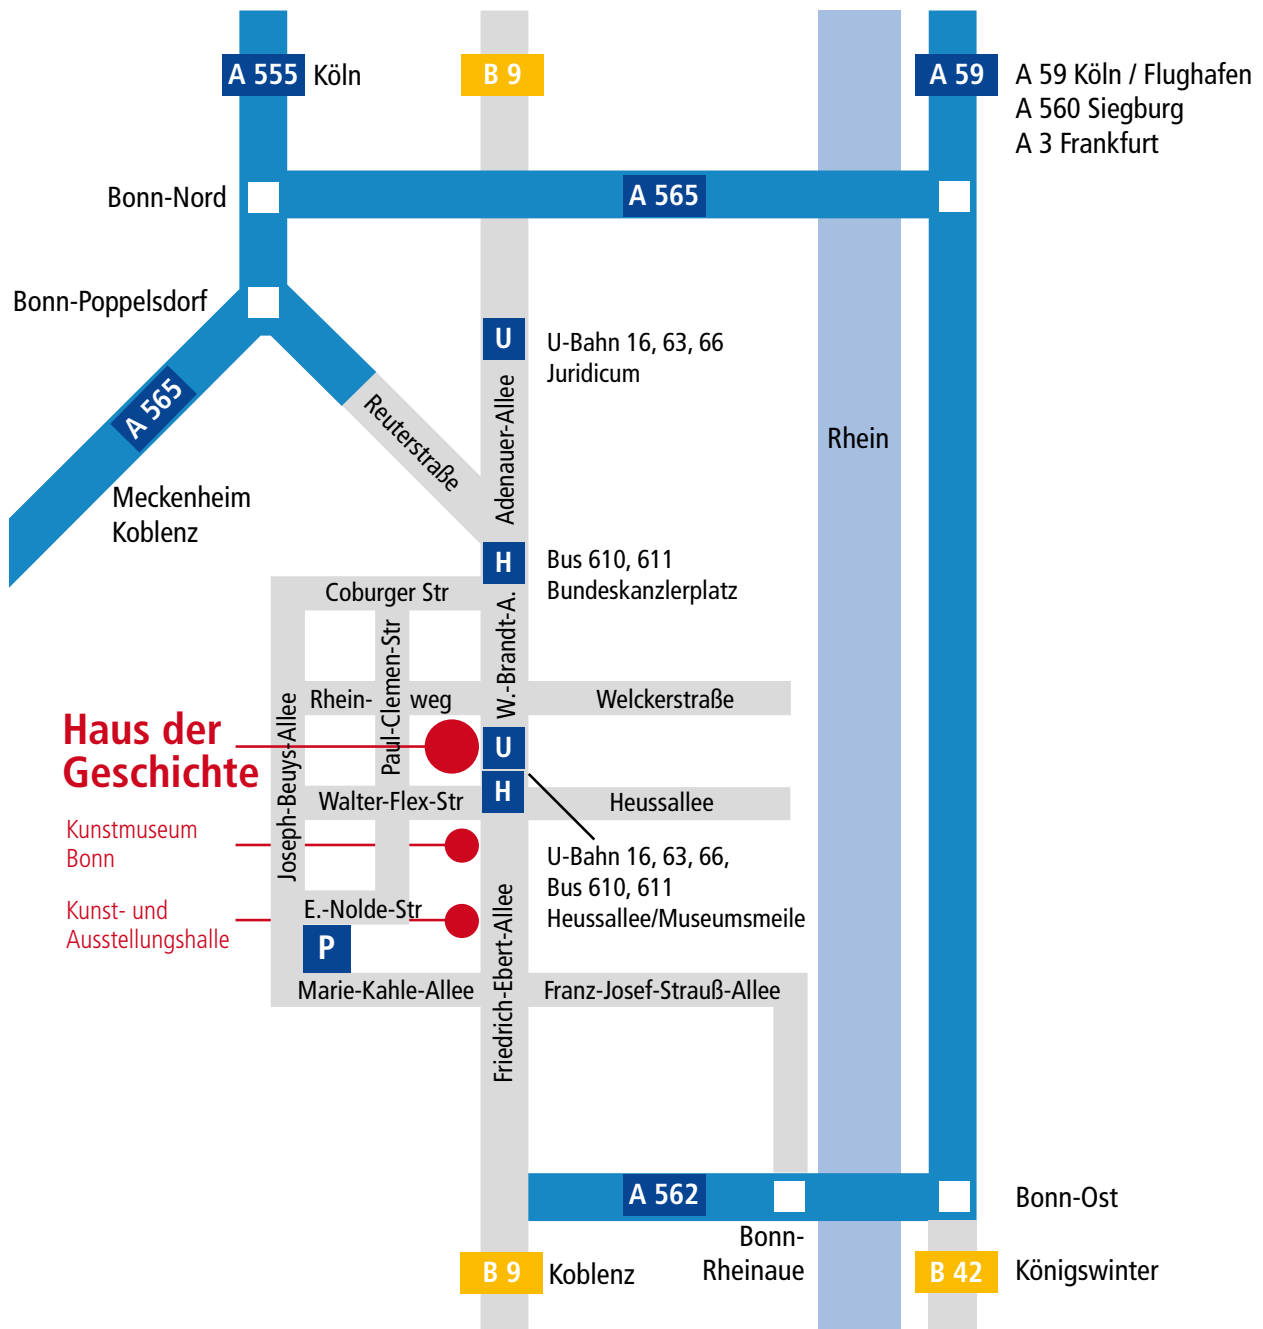 A 555
Köln
B 9
A 59
A 59 Köln / Flughafen
A 560 Siegburg
A 3 Frankfurt
Bonn-Nord
A 565
Bonn-Poppelsdorf
U
U-Bahn 16, 63, 66
Juridicum
A 565
Reuterstraße
Adenauer-Allee
Rhein
Meckenheim
Koblenz
H
Bus 610, 611
Bundeskanzlerplatz
Coburger Str
Paul-Clemen-Str
W.-Brandt-A.
Rhein-
weg
Welckerstraße
Joseph-Beuys-Allee
Haus der
Geschichte
U
H
Walter-Flex-Str
Heussallee
Kunstmuseum
Bonn
U-Bahn 16, 63, 66,
Bus 610, 611
Heussallee/Museumsmeile
Kunst- und
Ausstellungshalle
E.-Nolde-Str
P
Friedrich-Ebert-Allee
Marie-Kahle-Allee
Franz-Josef-Strauß-Allee
A 562
Bonn-Ost
Bonn-
Rheinaue
B 9
Koblenz
B 42
Königswinter